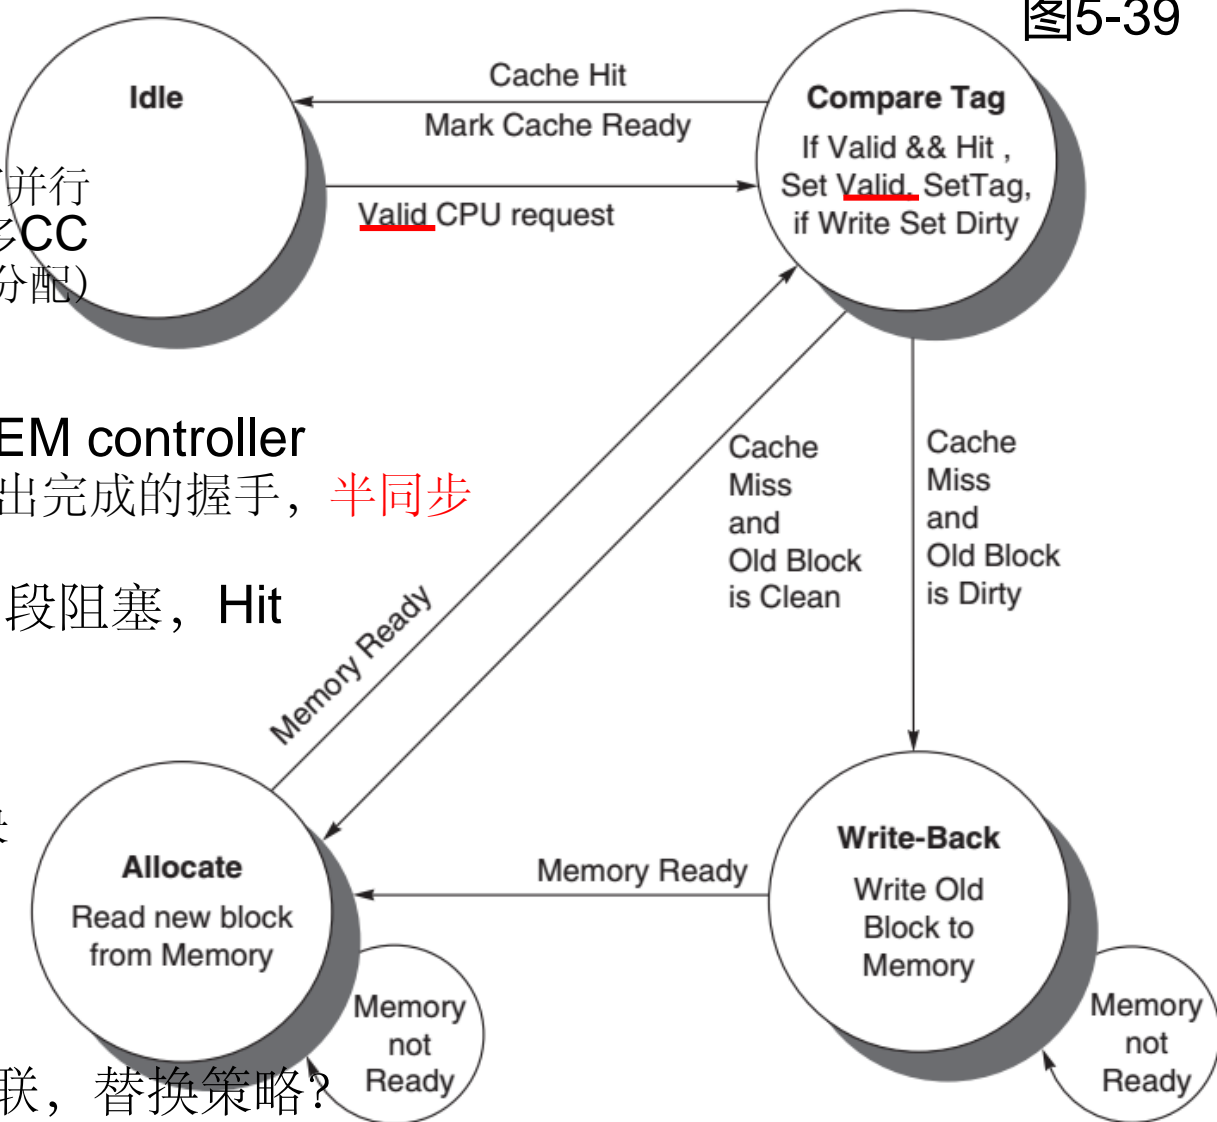 图5-39
Idle
Cache Hit
Mark Cache Ready
Valid CPU request
Compare Tag
If Valid && Hit ,
Set Valid, SetTag,
if Write Set Dirty
并行
多CC
分配）
EM controller
出完成的握手，半同步
段阻塞，Hit
Cache
Miss
and
Old Block
is Clean
Cache
Miss
and
Old Block
is Dirty
Memory Ready
Allocate
Read new block
from Memory
Memory Ready
Write-Back
Write Old
Block to
Memory
Memory
not
Ready
Memory
not
Ready
联，替换策略？